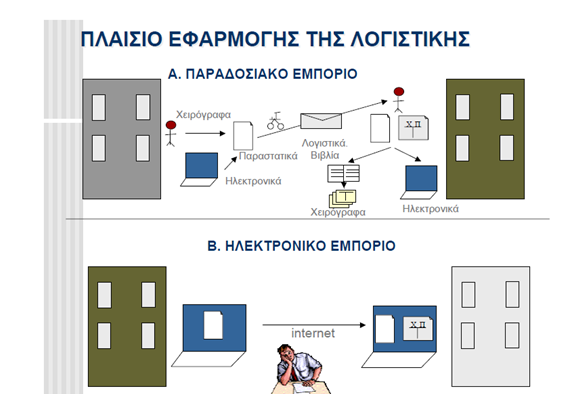 ΠΛΑΙΣΙΟ ΕΦΑΡΜΟΓΗΣ ΤΗΣ ΛΟΓΙΣΤΙΚΗΣ
Α. ΠΑΡΑΔΟΣΙΑΚΟ ΕΜΠΟΡΙΟ
Χειρόγραφα
Παραστατικά
Ηλεκτρονικά
Λογιστικά
Βιβλία
Χ Π
Χειρόγραφα
Ηλεκτρονικά
Β. ΗΛΕΚΤΡΟΝΙΚΟ ΕΜΠΟΡΙΟ
internet
Χ Π